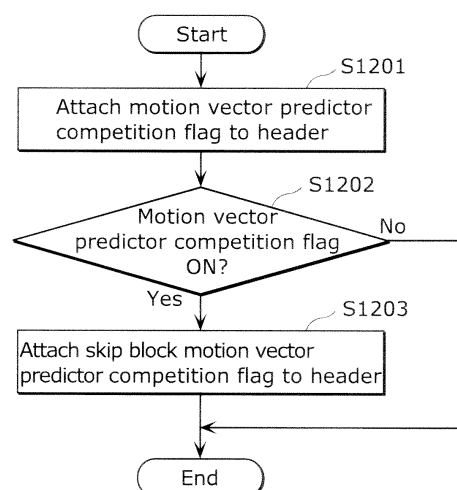 Start
S1201
Attach motion vector predictor
competition flag to header
S1202
Motion vector
predictor competition flag
ON?
No
Yes
S1203
Attach skip block motion vector
predictor competition flag to header
End